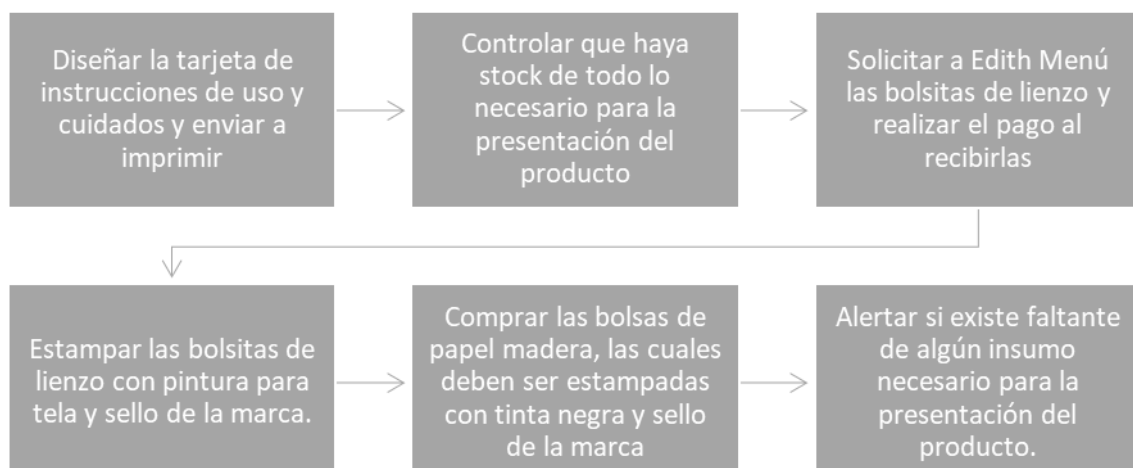 Diseñar la tarjeta de
instrucciones de uso y
cuidados y enviar a
imprimir
Controlar que haya
stock de todo lo
necesario para la
presentación del
producto
Solicitar a Edith Menú
las bolsitas de lienzo y
realizar el pago al
recibirlas
Estampar las bolsitas de
lienzo con pintura para
tela y sello de la marca.
Comprar las bolsas de
papel madera, las cuales
deben ser estampadas
con tinta negra y sello
de la marca
Alertar si existe faltante
de algún insumo
necesario para la
presentación del
producto.